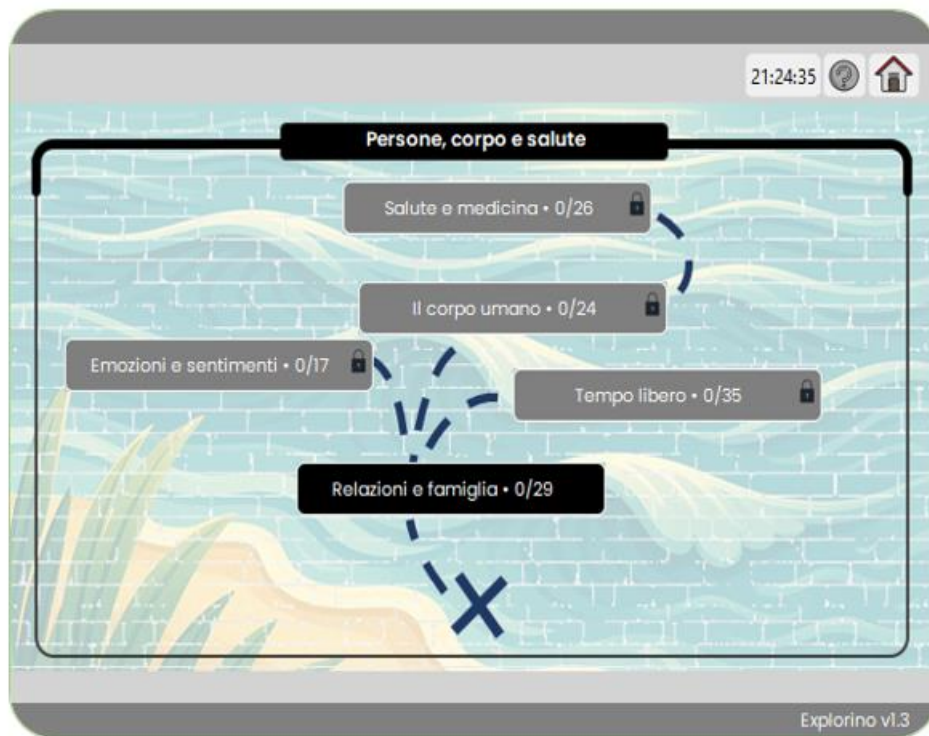 21:24:35
Persone, corpo e salute
Salute e medicina • 0/26
Il corpo umano • 0/24
Emozioni e sentimenti • 0/17
Tempo libero • 0/35
Relazioni e famiglia • 0/29
Explorino v1.3